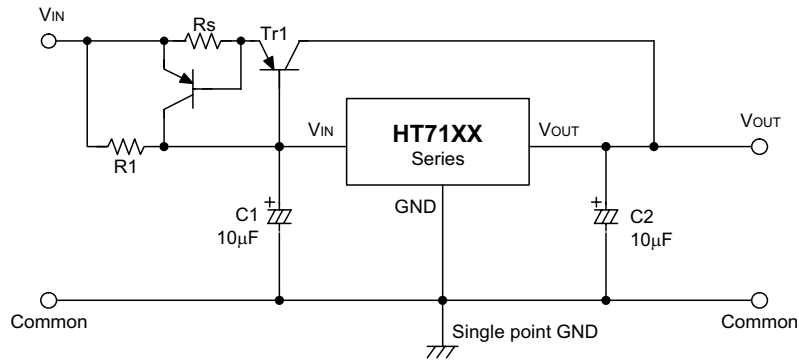 VIN
Rs
Tr1
R1
VIN
HT71XX
Series
VOUT
VOUT
GND
C1
10μF
C2
10μF
Common
Single point GND
Common